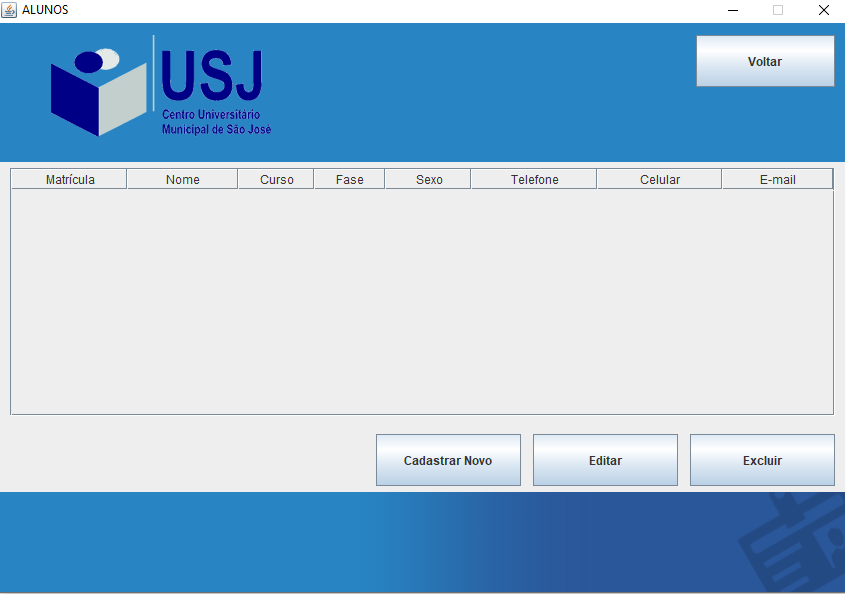 ALUNOS
USJ
Centro Universitário
Municipal de São José
Voltar
Matrícula Nome Curso Fase Sexo Telefone Celular E-mail
Cadastrar Novo Editar Excluir